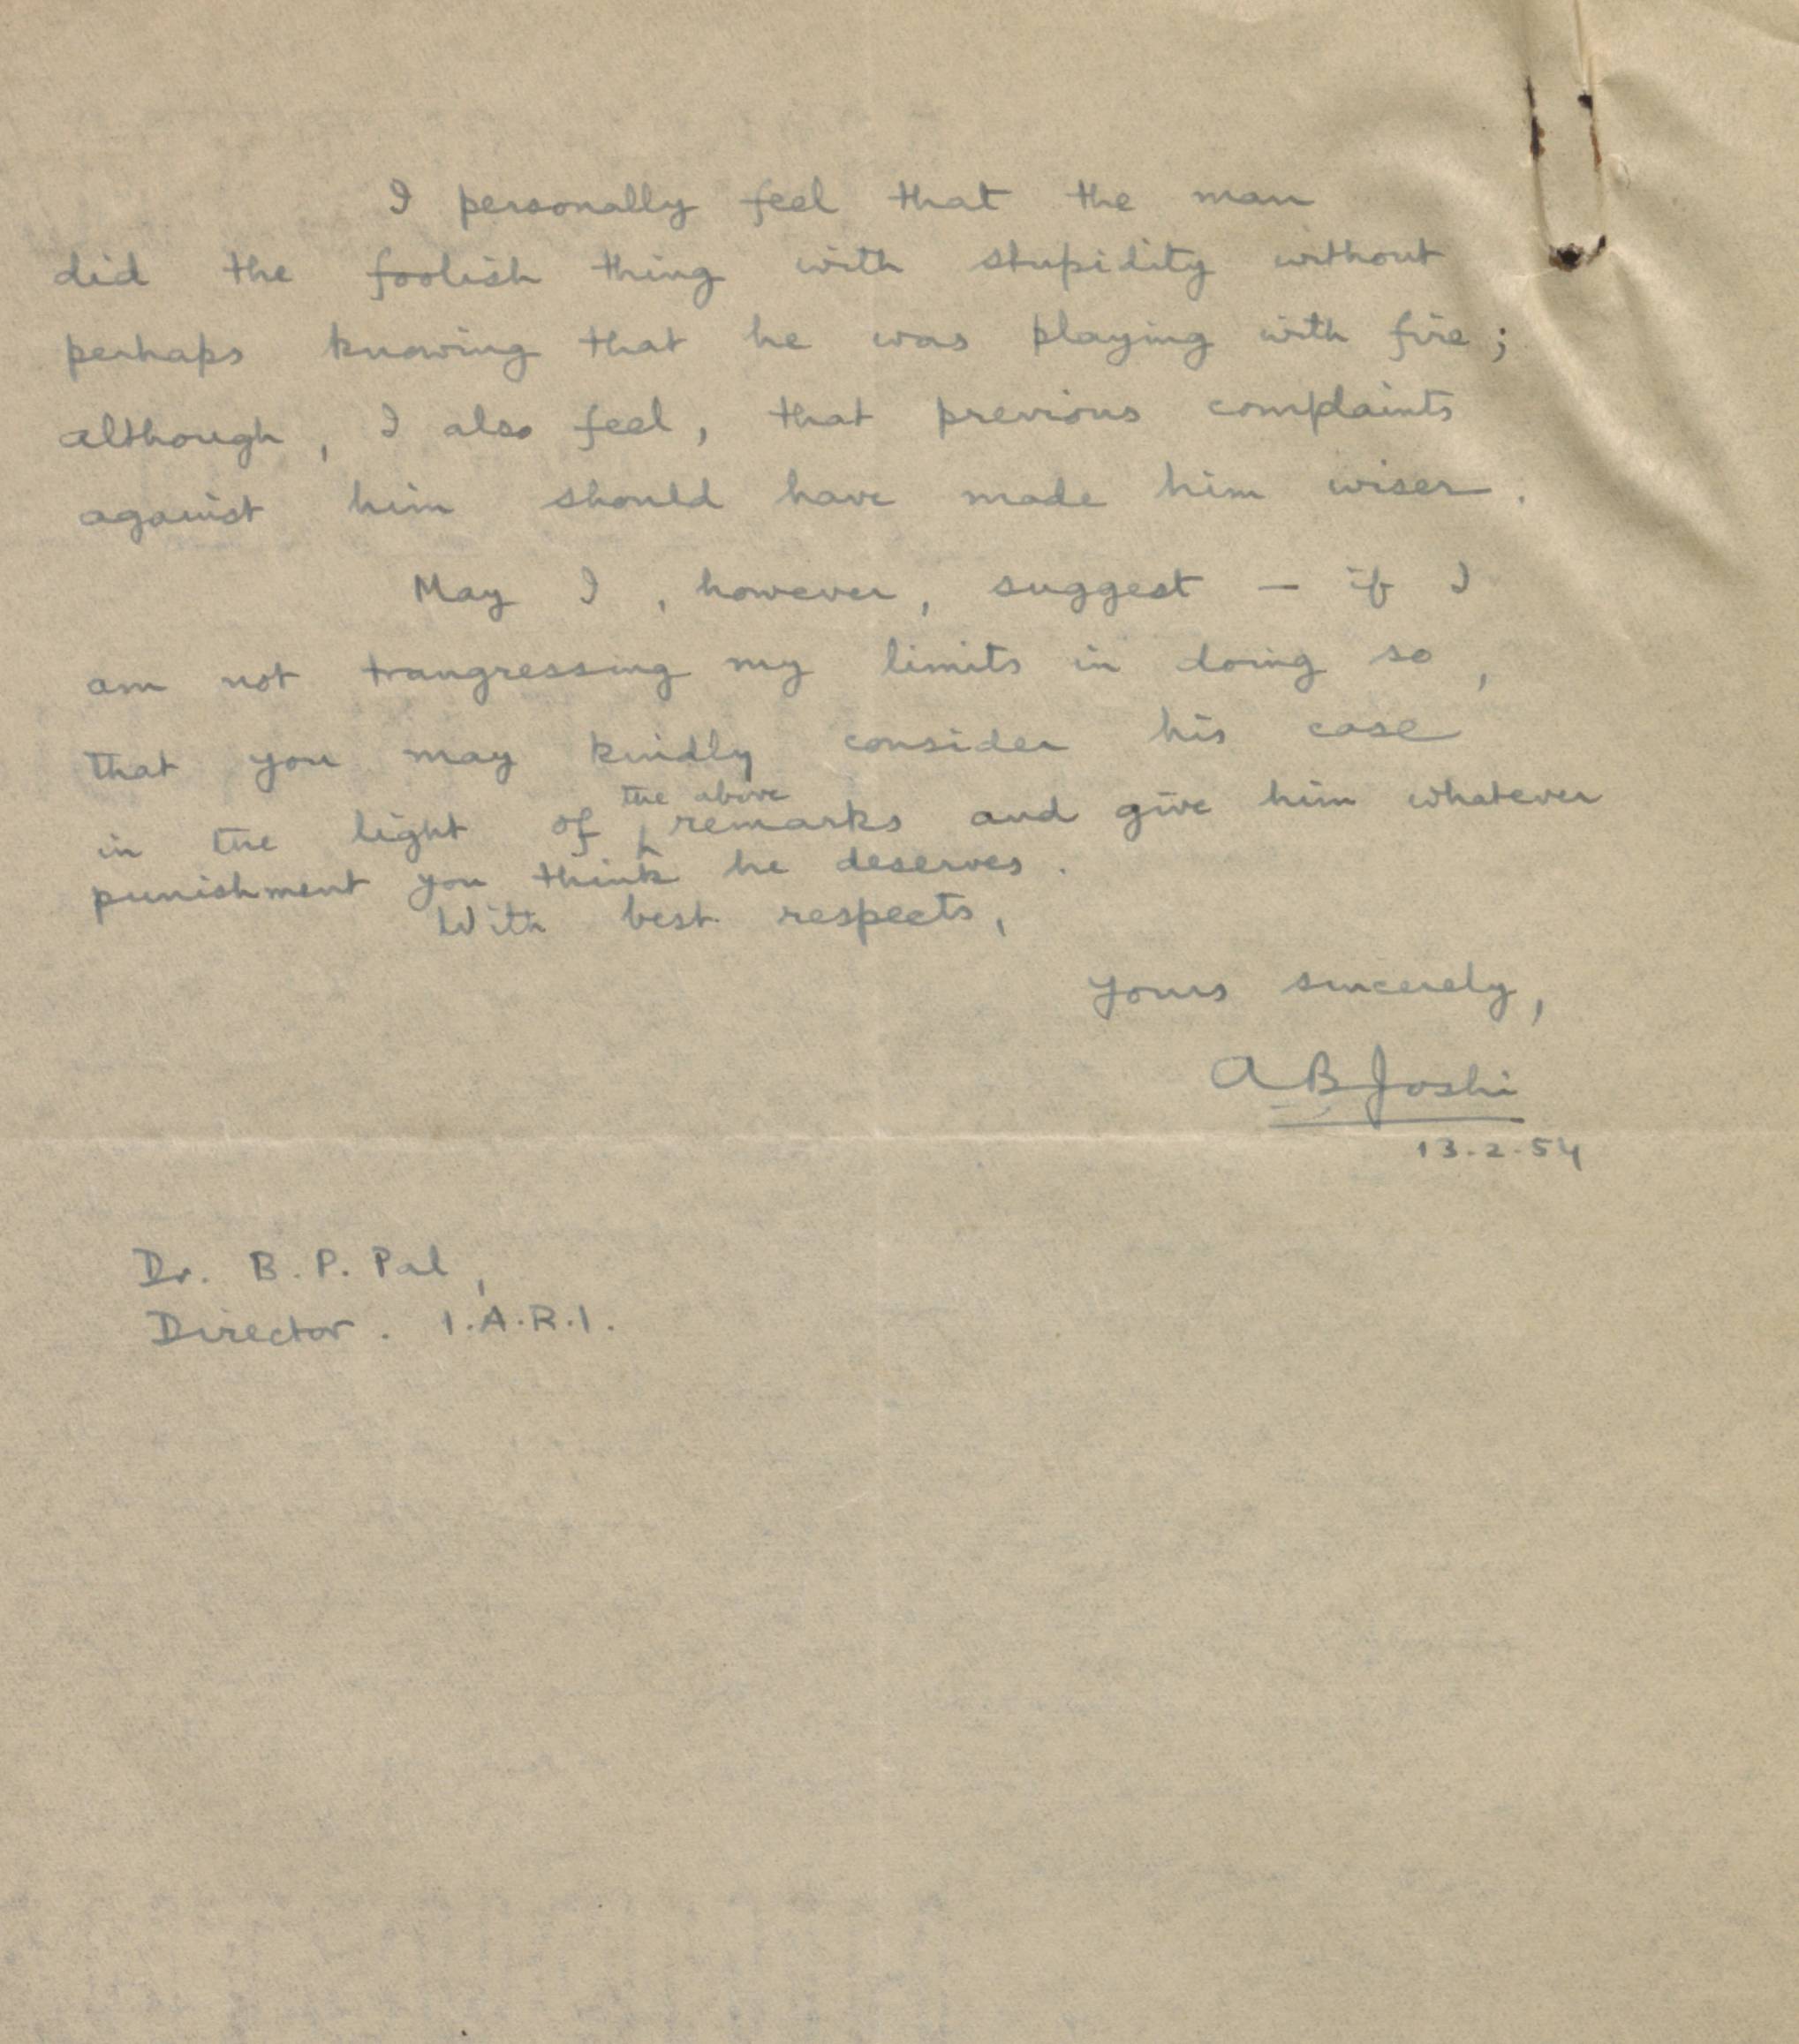 I personally feel that the man
did the foolish thing with stupidity without
perhaps knowing that he was playing with fire;
although, I also feel, that previous complaints
against him should have made him wiser.
May I, however, suggest — if I
am not trangressing my limits in doing so,
that you may kindly consider his case
in the light of the above remarks and give him whatever
punishment you think he deserves.
With best respects,
Yours sincerely,
A B Joshi
13.2.54
Dr. B. P. Pal,
Director. I.A.R.I.